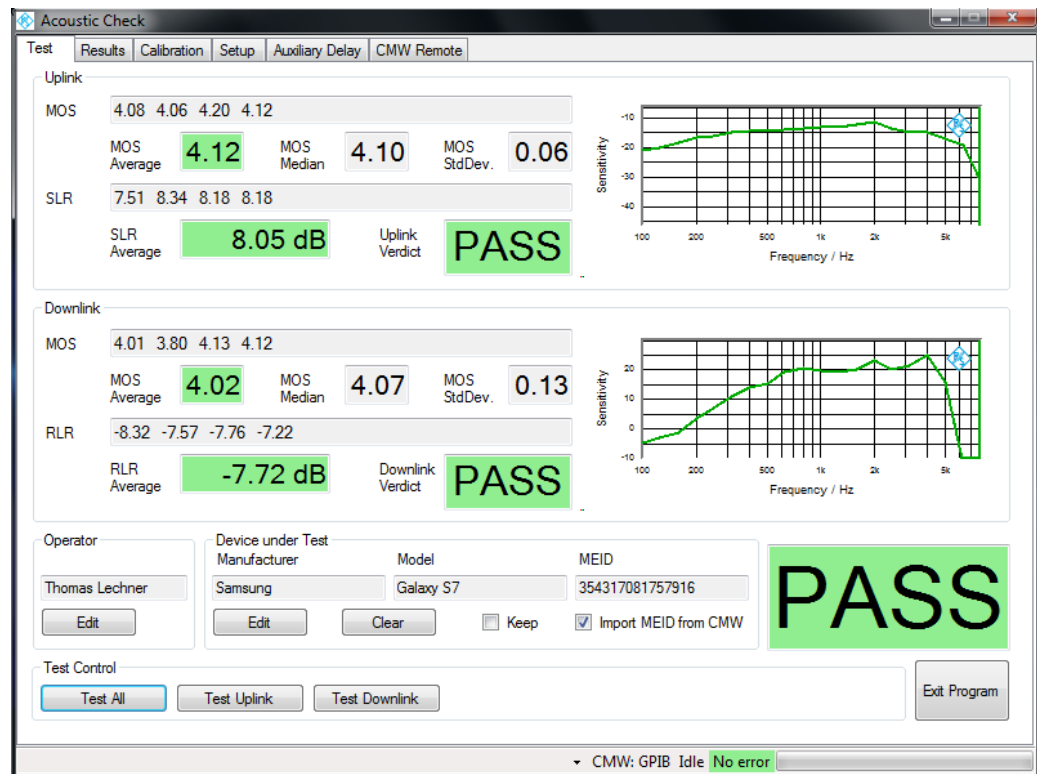 Acoustic Check
Test Results Calibration Setup Auxiliary Delay CMW Remote
Uplink
MOS 4.08 4.06 4.20 4.12
MOS Average 4.12 MOS Median 4.10 MOS StdDev. 0.06
SLR 7.51 8.34 8.18 8.18
SLR Average 8.05 dB Uplink Verdict PASS
Sensitivity
-10
-20
-30
-40
100 200 500 1k 2k 5k
Frequency / Hz
Downlink
MOS 4.01 3.80 4.13 4.12
MOS Average 4.02 MOS Median 4.07 MOS StdDev. 0.13
RLR -8.32 -7.57 -7.76 -7.22
RLR Average -7.72 dB Downlink Verdict PASS
Sensitivity
20
10
0
-10
100 200 500 1k 2k 5k
Frequency / Hz
Operator
Thomas Lechner
Edit
Device under Test
Manufacturer Model MEID
Samsung Galaxy S7 354317081757916
Edit Clear Keep Import MEID from CMW
PASS
Test Control
Test All Test Uplink Test Downlink
Exit Program
CMW: GPIB Idle No error